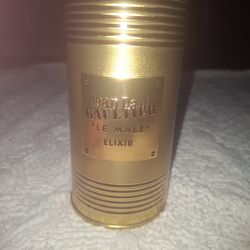 Jean Paul
GAULTIER
"LE MALE"
ELIXIR